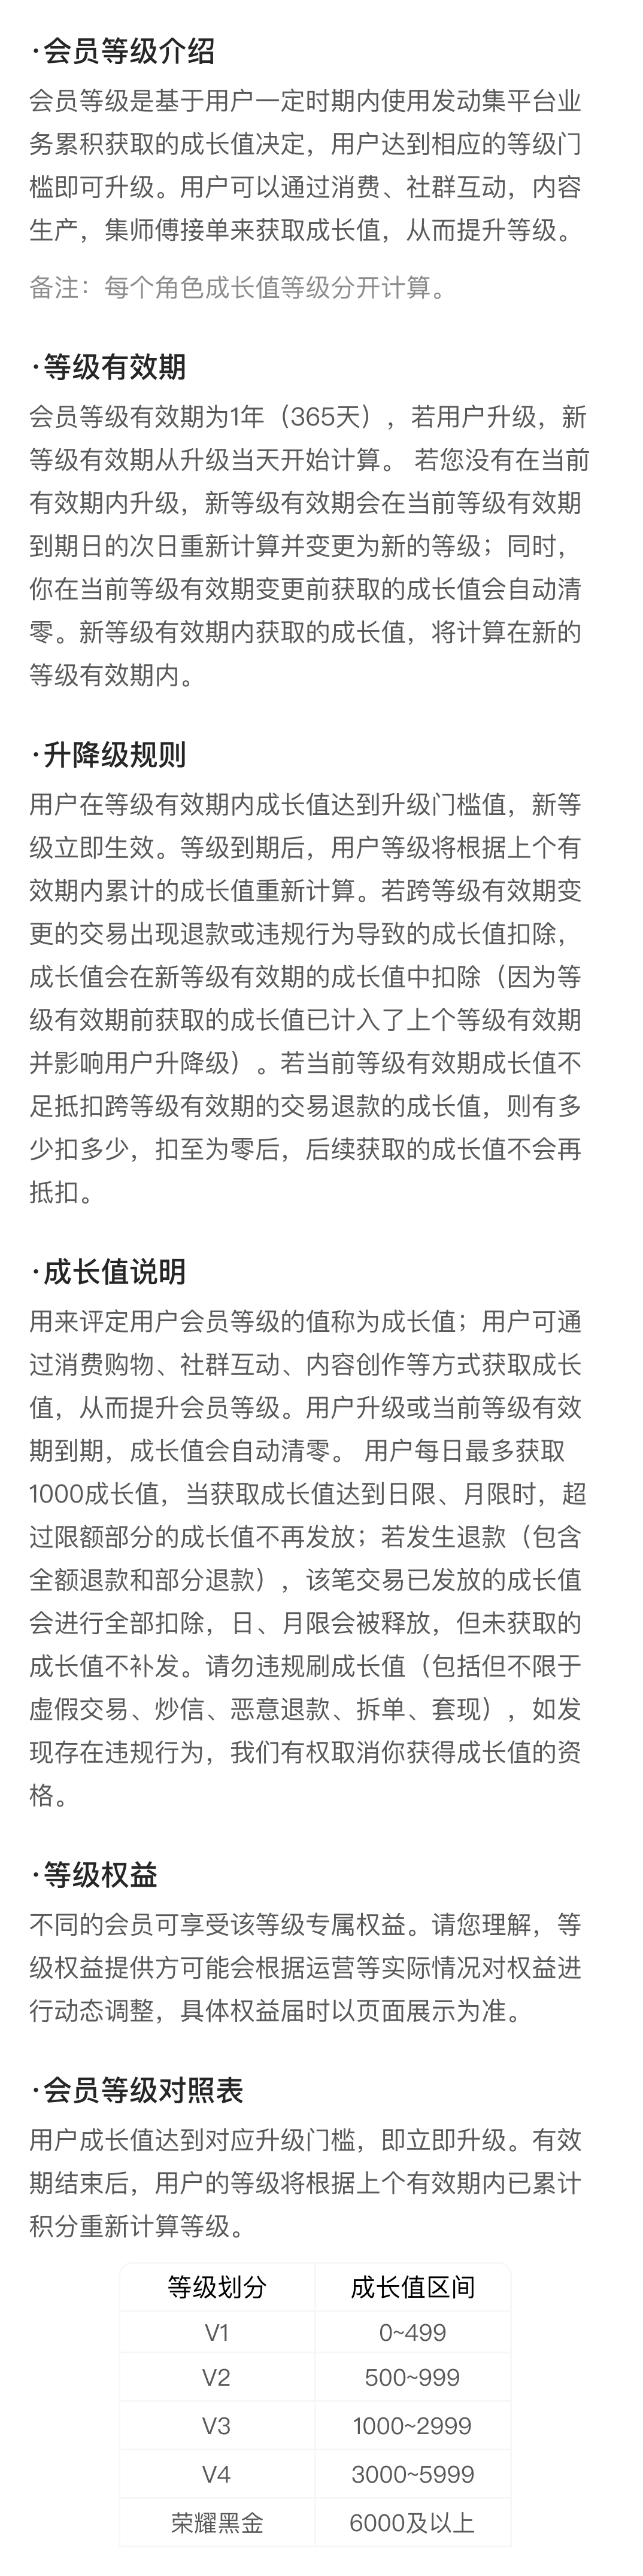 ·会员等级介绍
会员等级是基于用户一定时期内使用发动集平台业
务累积获取的成长值决定，用户达到相应的等级门
槛即可升级。用户可以通过消费、社群互动，内容
生产，集师傅接单来获取成长值，从而提升等级。
备注：每个角色成长值等级分开计算。
·等级有效期
会员等级有效期为1年（365天），若用户升级，新
等级有效期从升级当天开始计算。 若您没有在当前
有效期内升级，新等级有效期会在当前等级有效期
到期日的次日重新计算并变更为新的等级；同时，
你在当前等级有效期变更前获取的成长值会自动清
零。新等级有效期内获取的成长值，将计算在新的
等级有效期内。
·升降级规则
用户在等级有效期内成长值达到升级门槛值，新等
级立即生效。等级到期后，用户等级将根据上个有
效期内累计的成长值重新计算。若跨等级有效期变
更的交易出现退款或违规行为导致的成长值扣除，
成长值会在新等级有效期的成长值中扣除（因为等
级有效期前获取的成长值已计入了上个等级有效期
并影响用户升降级）。若当前等级有效期成长值不
足抵扣跨等级有效期的交易退款的成长值，则有多
少扣多少，扣至为零后，后续获取的成长值不会再
抵扣。
·成长值说明
用来评定用户会员等级的值称为成长值；用户可通
过消费购物、社群互动、内容创作等方式获取成长
值，从而提升会员等级。用户升级或当前等级有效
期到期，成长值会自动清零。 用户每日最多获取
1000成长值，当获取成长值达到日限、月限时，超
过限额部分的成长值不再发放；若发生退款（包含
全额退款和部分退款），该笔交易已发放的成长值
会进行全部扣除，日、月限会被释放，但未获取的
成长值不补发。请勿违规刷成长值（包括但不限于
虚假交易、炒信、恶意退款、拆单、套现），如发
现存在违规行为，我们有权取消你获得成长值的资
格。
·等级权益
不同的会员可享受该等级专属权益。请您理解，等
级权益提供方可能会根据运营等实际情况对权益进
行动态调整，具体权益届时以页面展示为准。
·会员等级对照表
用户成长值达到对应升级门槛，即立即升级。有效
期结束后，用户的等级将根据上个有效期内已累计
积分重新计算等级。
等级划分 成长值区间
V1 0~499
V2 500~999
V3 1000~2999
V4 3000~5999
荣耀黑金 6000及以上